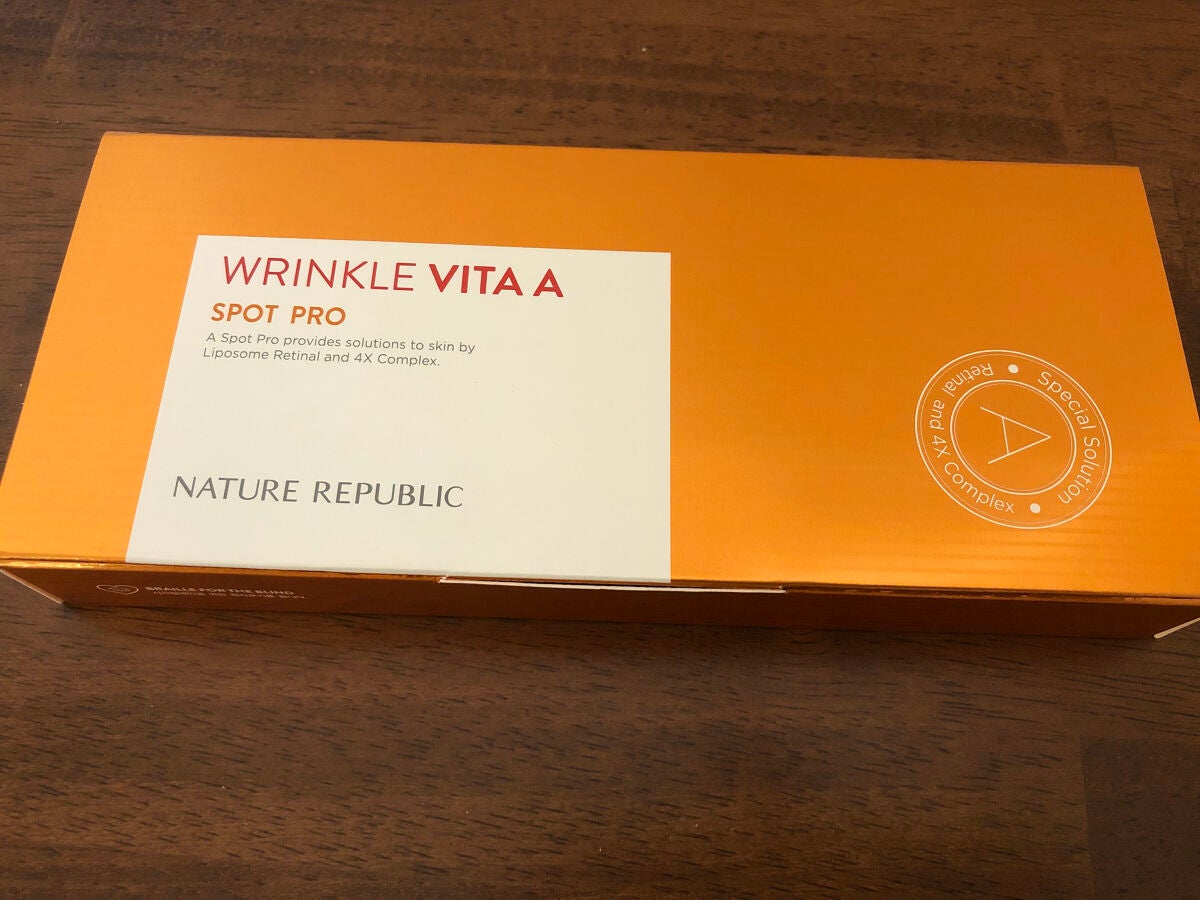 WRINKLE VITA A
SPOT PRO
A Spot Pro provides solutions to skin by
Liposome Retinal and 4X Complex.
NATURE REPUBLIC
Special Solution
Retinal and 4X Complex
A
BRAILLE FOR THE BLIND